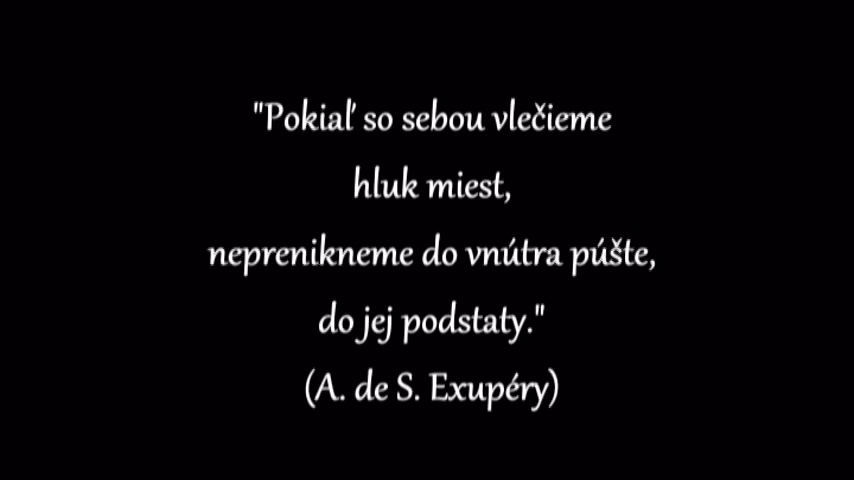 "Pokiaľ so sebou vlečieme
hluk miest,
neprenikneme do vnútra púšte,
do jej podstaty."
(A. de S. Exupéry)